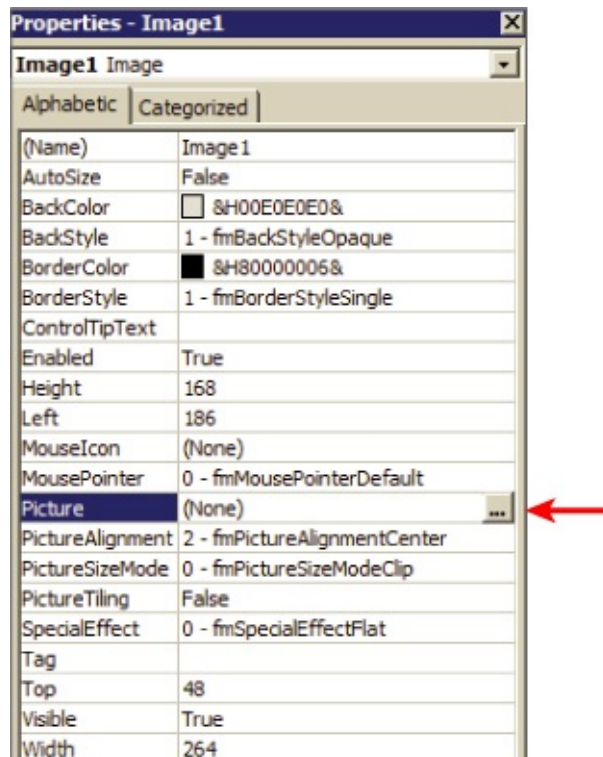 Properties - Image1
Image1 Image
Alphabetic Categorized
(Name) Image1
AutoSize False
BackColor &H00E0E0E0&
BackStyle 1 - fmBackStyleOpaque
BorderColor &H80000006&
BorderStyle 1 - fmBorderStyleSingle
ControlTipText
Enabled True
Height 168
Left 186
MouseIcon (None)
MousePointer 0 - fmMousePointerDefault
Picture (None) ...
PictureAlignment 2 - fmPictureAlignmentCenter
PictureSizeMode 0 - fmPictureSizeModeClip
PictureTiling False
SpecialEffect 0 - fmSpecialEffectFlat
Tag
Top 48
Visible True
Width 264